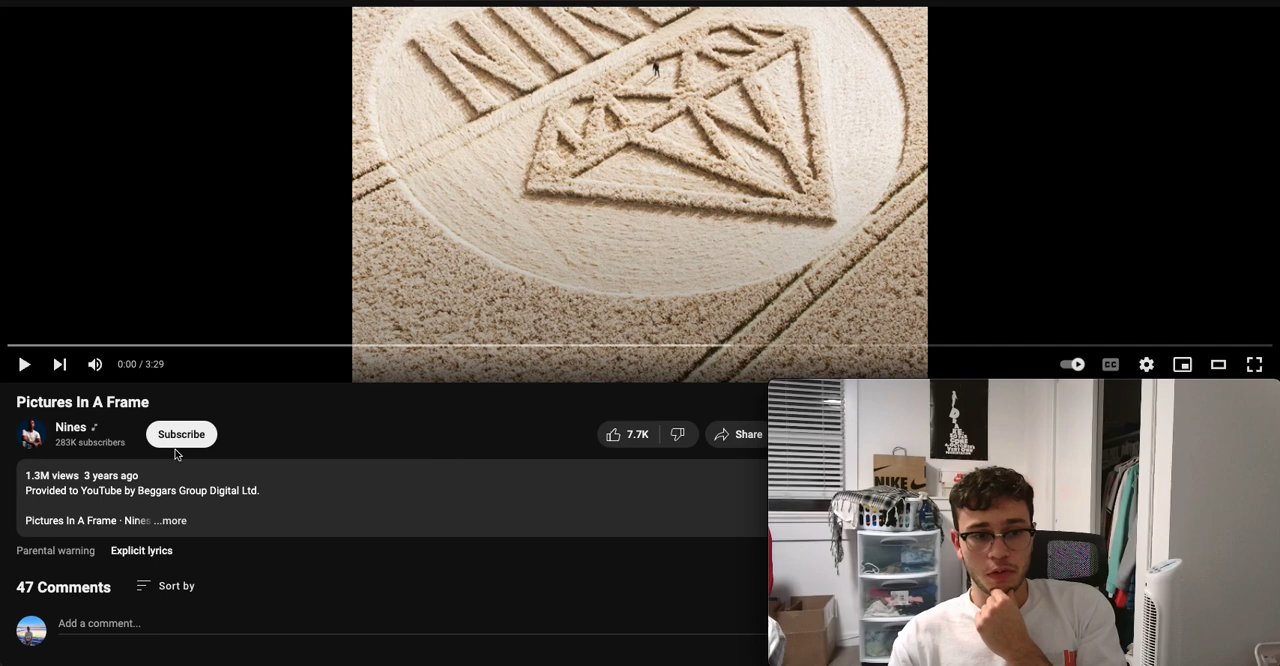 0:00 / 3:29
Pictures In A Frame
Nines
283K subscribers
Subscribe
7.7K
Share
1.3M views 3 years ago
Provided to YouTube by Beggars Group Digital Ltd.
Pictures In A Frame · Nines ...more
Parental warning Explicit lyrics
47 Comments
Sort by
Add a comment...
CC
NIKE